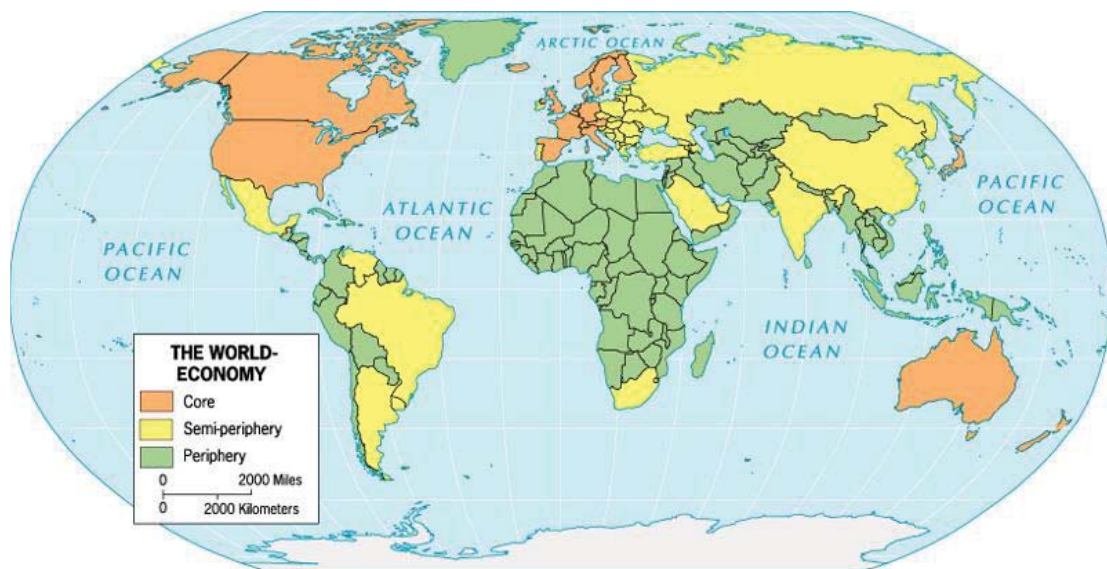 ARCTIC OCEAN
PACIFIC
OCEAN
ATLANTIC
OCEAN
PACIFIC
OCEAN
INDIAN
OCEAN
THE WORLD-
ECONOMY
Core
Semi-periphery
Periphery
0 2000 Miles
0 2000 Kilometers